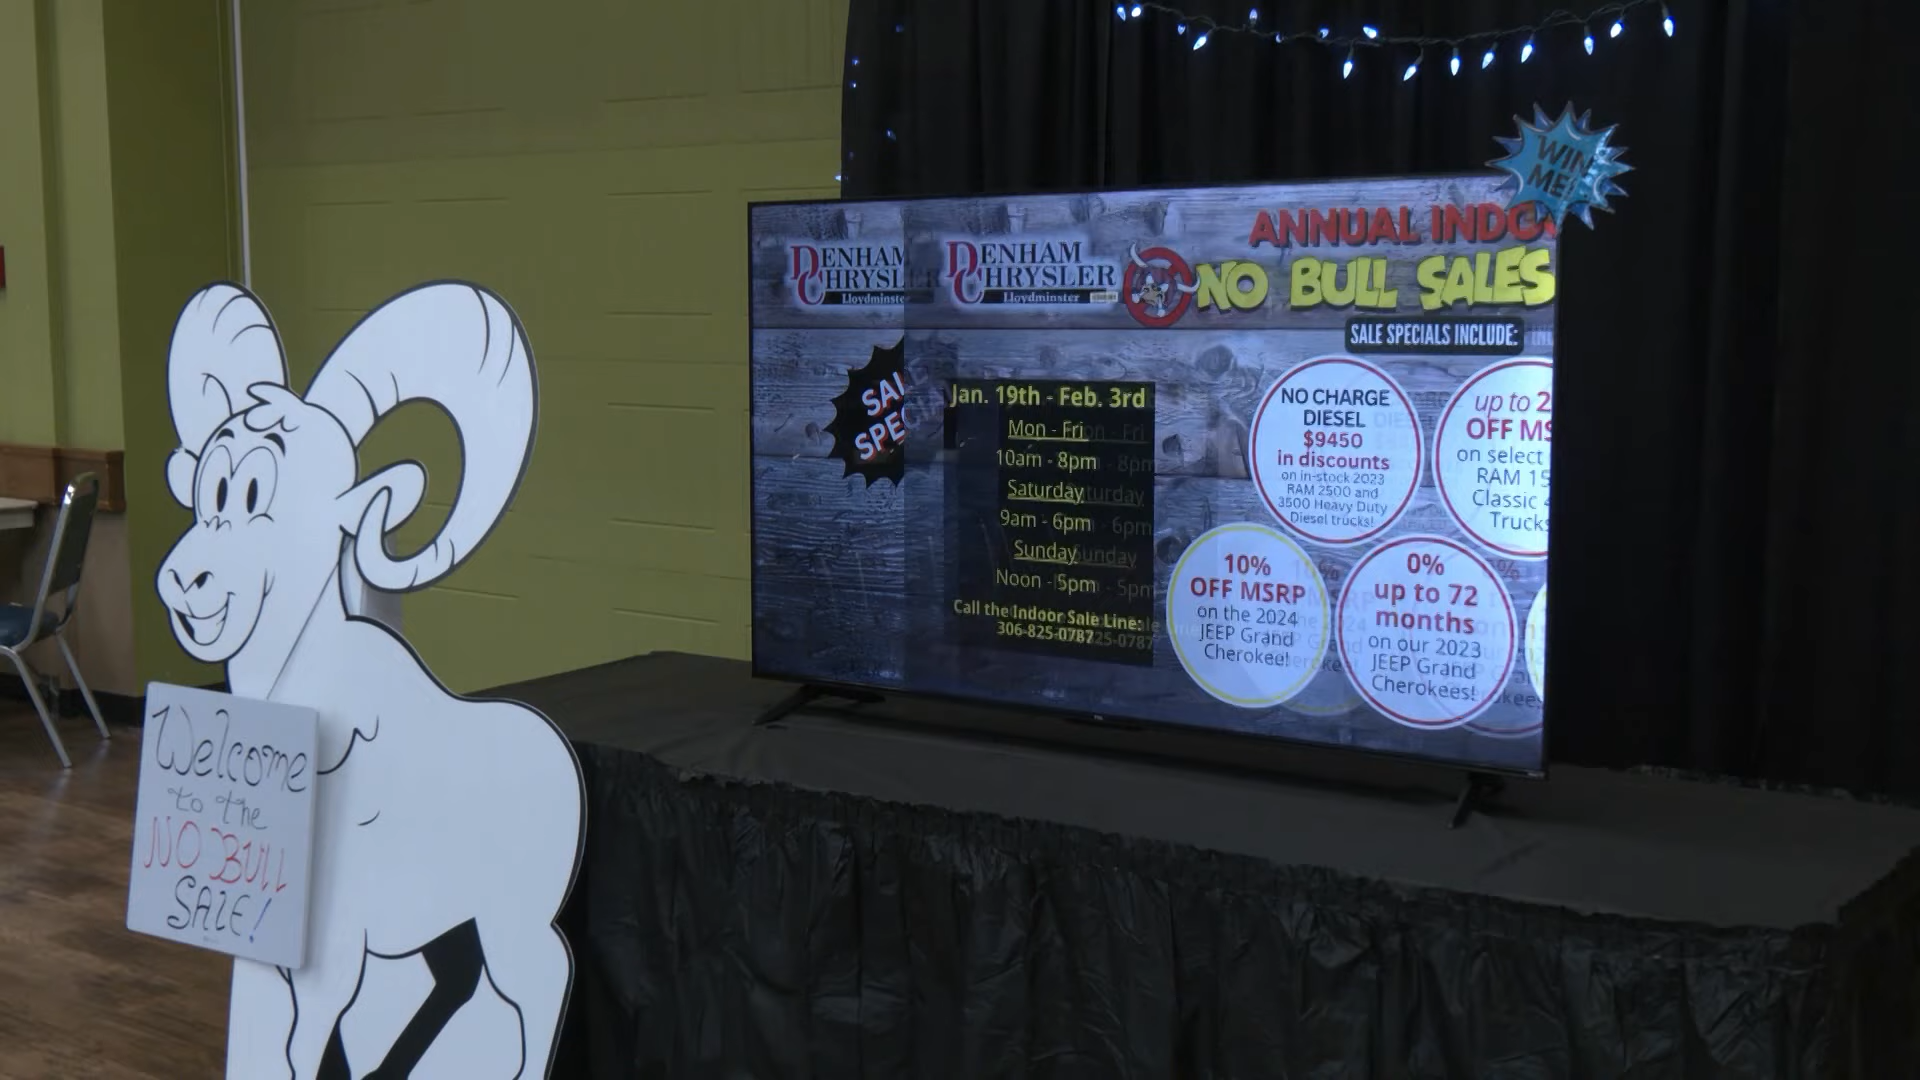 WIN
ME!
DENHAM
CHRYSLER
Lloydminster
ANNUAL
NO BULL SALES
SALE SPECIALS INCLUDE:
Jan. 19th - Feb. 3rd
Mon - Fri
10am - 8pm
Saturday
9am - 6pm
Sunday
Noon - 5pm
Call the Indoor Sale Line:
306-825-0787
NO CHARGE
DIESEL
$9450
in discounts
on in-stock 2023
RAM 2500 and
3500 Heavy Duty
Diesel trucks!
up to 2
OFF MS
on select
RAM 15
Classic
Trucks
10%
OFF MSRP
on the 2024
JEEP Grand
Cherokee!
0%
up to 72
months
on our 2023
JEEP Grand
Cherokees!
Welcome
to the
NO BULL
SALE!